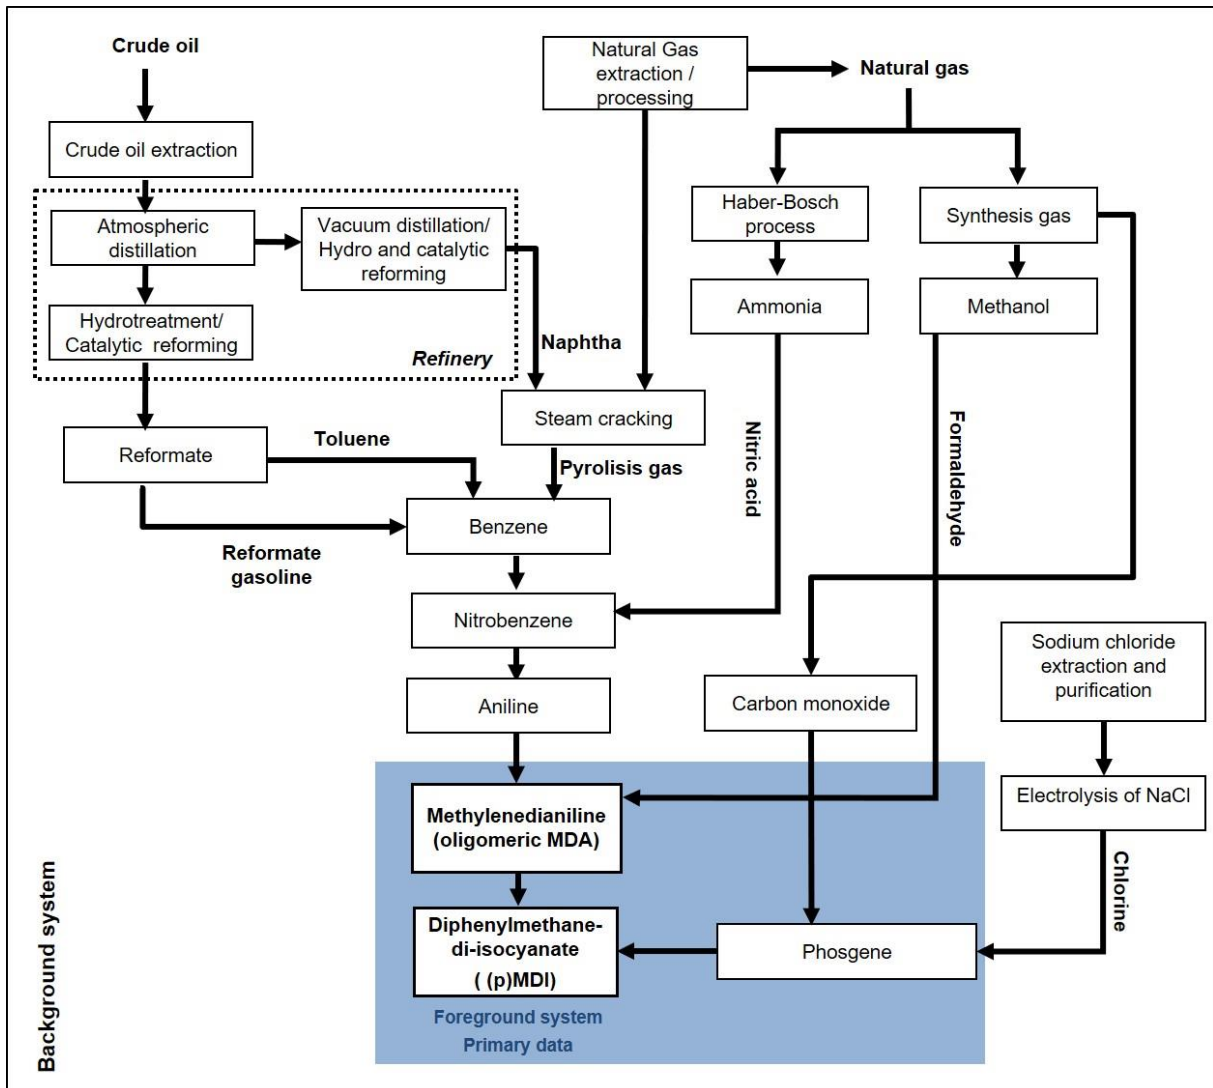 Crude oil
Natural Gas
extraction /
processing
Natural gas
Crude oil extraction
Atmospheric
distillation
Vacuum distillation/
Hydro and catalytic
reforming
Haber-Bosch
process
Synthesis gas
Hydrotreatment/
Catalytic reforming
Refinery
Naphtha
Ammonia
Methanol
Steam cracking
Reformate
Toluene
Pyrolisis gas
Nitric acid
Formaldehyde
Benzene
Reformate
gasoline
Nitrobenzene
Sodium chloride
extraction and
purification
Aniline
Carbon monoxide
Methylenedianiline
(oligomeric MDA)
Electrolysis of NaCl
Chlorine
Diphenylmethane-
di-isocyanate
( (p)MDI)
Phosgene
Foreground system
Primary data
Background system